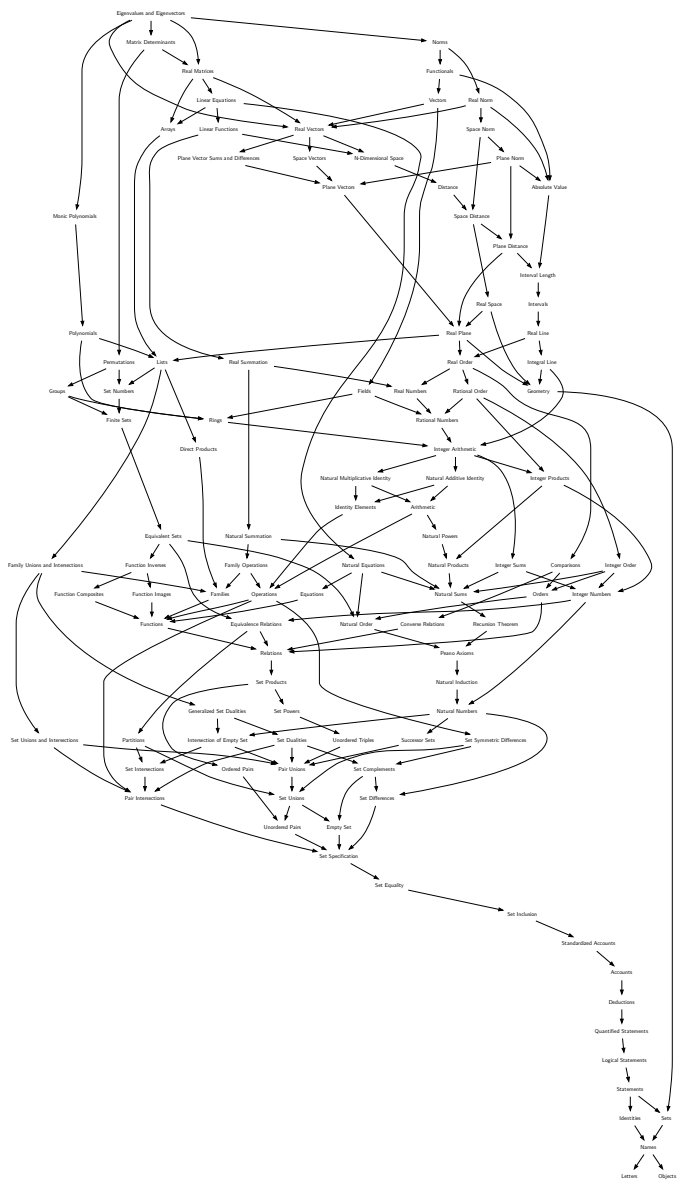 Eigenvalues and Eigenvectors
Matrix Determinants
Norms
Real Matrices
Functionals
Linear Equations
Vectors
Real Norm
Arrays
Linear Functions
Real Vectors
Space Norm
Plane Vector Sums and Differences
Space Vectors
N-Dimensional Space
Plane Norm
Plane Vectors
Distance
Absolute Value
Monic Polynomials
Space Distance
Plane Distance
Interval Length
Real Space
Intervals
Polynomials
Real Plane
Real Line
Permutations
Lists
Real Summation
Real Order
Integral Line
Groups
Set Numbers
Fields
Real Numbers
Rational Order
Geometry
Finite Sets
Rings
Rational Numbers
Direct Products
Integer Arithmetic
Natural Multiplicative Identity
Natural Additive Identity
Integer Products
Identity Elements
Arithmetic
Equivalent Sets
Natural Summation
Natural Powers
Family Unions and Intersections
Function Inverses
Family Operations
Natural Equations
Natural Products
Integer Sums
Comparisons
Integer Order
Function Composites
Function Images
Families
Operations
Equations
Natural Sums
Orders
Integer Numbers
Functions
Equivalence Relations
Natural Order
Converse Relations
Recursion Theorem
Relations
Peano Axioms
Set Products
Natural Induction
Generalized Set Dualities
Set Powers
Natural Numbers
Set Unions and Intersections
Partitions
Intersection of Empty Set
Set Dualities
Unordered Triples
Successor Sets
Set Symmetric Differences
Set Intersections
Ordered Pairs
Pair Unions
Set Complements
Pair Intersections
Set Unions
Set Differences
Unordered Pairs
Empty Set
Set Specification
Set Equality
Set Inclusion
Standardized Accounts
Accounts
Deductions
Quantified Statements
Logical Statements
Statements
Identities
Sets
Names
Letters
Objects